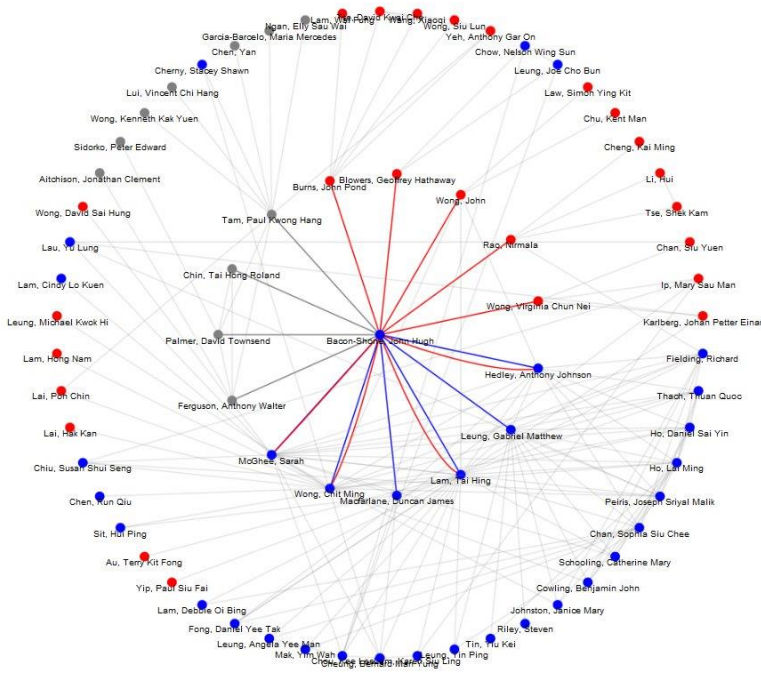 Wong, Siu Lun
Garcia-Barcelo, Maria Mercedes
Yeh, Anthony Gar On
Chen, Yan
Chow, Nelson Wing Sun
Cherny, Stacey Shawn
Leung, Joe Cho Bun
Lui, Vincent Chi Hang
Law, Simon Ying Kit
Wong, Kenneth Kak Yuen
Chu, Kent Man
Sidorko, Peter Edward
Cheng, Kai Ming
Aitchison, Jonathan Clement
Blowers, Geoffrey Hathaway
Li, Hui
Burns, John Pond
Wong, John
Wong, David Sai Hung
Tam, Paul Kwong Hang
Tse, Shek Kam
Lau, Yu Lung
Rao, Nirmala
Chan, Siu Yuen
Chin, Tai Hong Roland
Lam, Cindy Lo Kuen
Ip, Mary Sau Man
Wong, Virginia Chun Nei
Leung, Michael Kwok Hi
Karlberg, Johan Petter Einar
Palmer, David Townsend
Bacon-Shone, John Hugh
Lam, Hong Nam
Fielding, Richard
Hedley, Anthony Johnson
Lai, Poh Chin
Thach, Thuan Quoc
Ferguson, Anthony Walter
Lai, Hak Kan
Leung, Gabriel Matthew
Ho, Daniel Sai Yin
McGhee, Sarah
Chiu, Susan Shui Seng
Ho, Lai Ming
Lam, Tai Hing
Wong, Chit Ming
Macfarlane, Duncan James
Chen, Run Qiu
Peiris, Joseph Sriyal Malik
Sit, Hui Ping
Chan, Sophia Siu Chee
Au, Terry Kit Fong
Schooling, Catherine Mary
Yip, Paul Siu Fai
Cowling, Benjamin John
Lam, Debbie Oi Bing
Johnston, Janice Mary
Fong, Daniel Yee Tak
Riley, Steven
Leung, Angela Yee Man
Tin, Yiu Kei
Mak, Yim Wah
Leung, Yin Ping